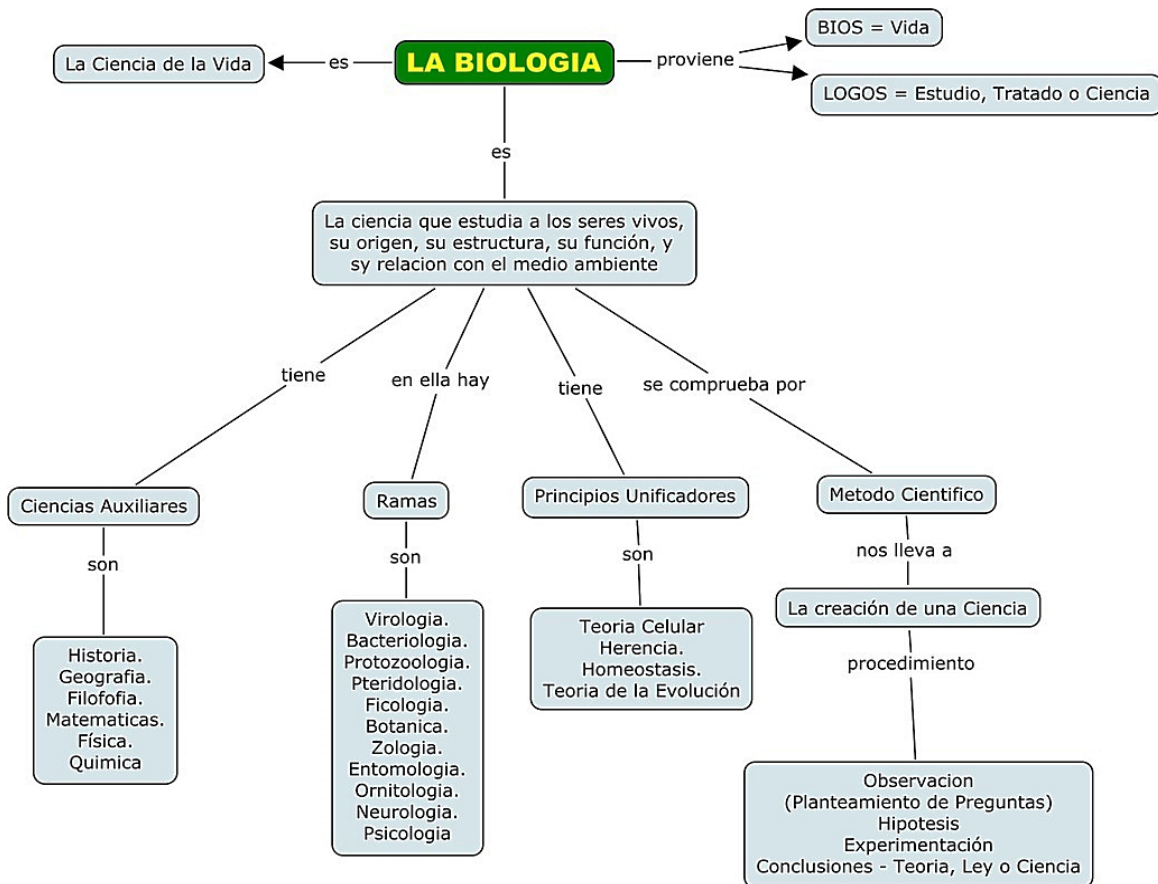 LA BIOLOGIA
es
La Ciencia de la Vida
proviene
BIOS = Vida
LOGOS = Estudio, Tratado o Ciencia
es
La ciencia que estudia a los seres vivos,
su origen, su estructura, su función, y
sy relacion con el medio ambiente
tiene
Ciencias Auxiliares
son
Historia.
Geografia.
Filofofia.
Matematicas.
Física.
Quimica
en ella hay
Ramas
son
Virologia.
Bacteriologia.
Protozoologia.
Pteridologia.
Ficologia.
Botanica.
Zologia.
Entomologia.
Ornitologia.
Neurologia.
Psicologia
tiene
Principios Unificadores
son
Teoria Celular
Herencia.
Homeostasis.
Teoria de la Evolución
se comprueba por
Metodo Cientifico
nos lleva a
La creación de una Ciencia
procedimiento
Observacion
(Planteamiento de Preguntas)
Hipotesis
Experimentación
Conclusiones - Teoria, Ley o Ciencia